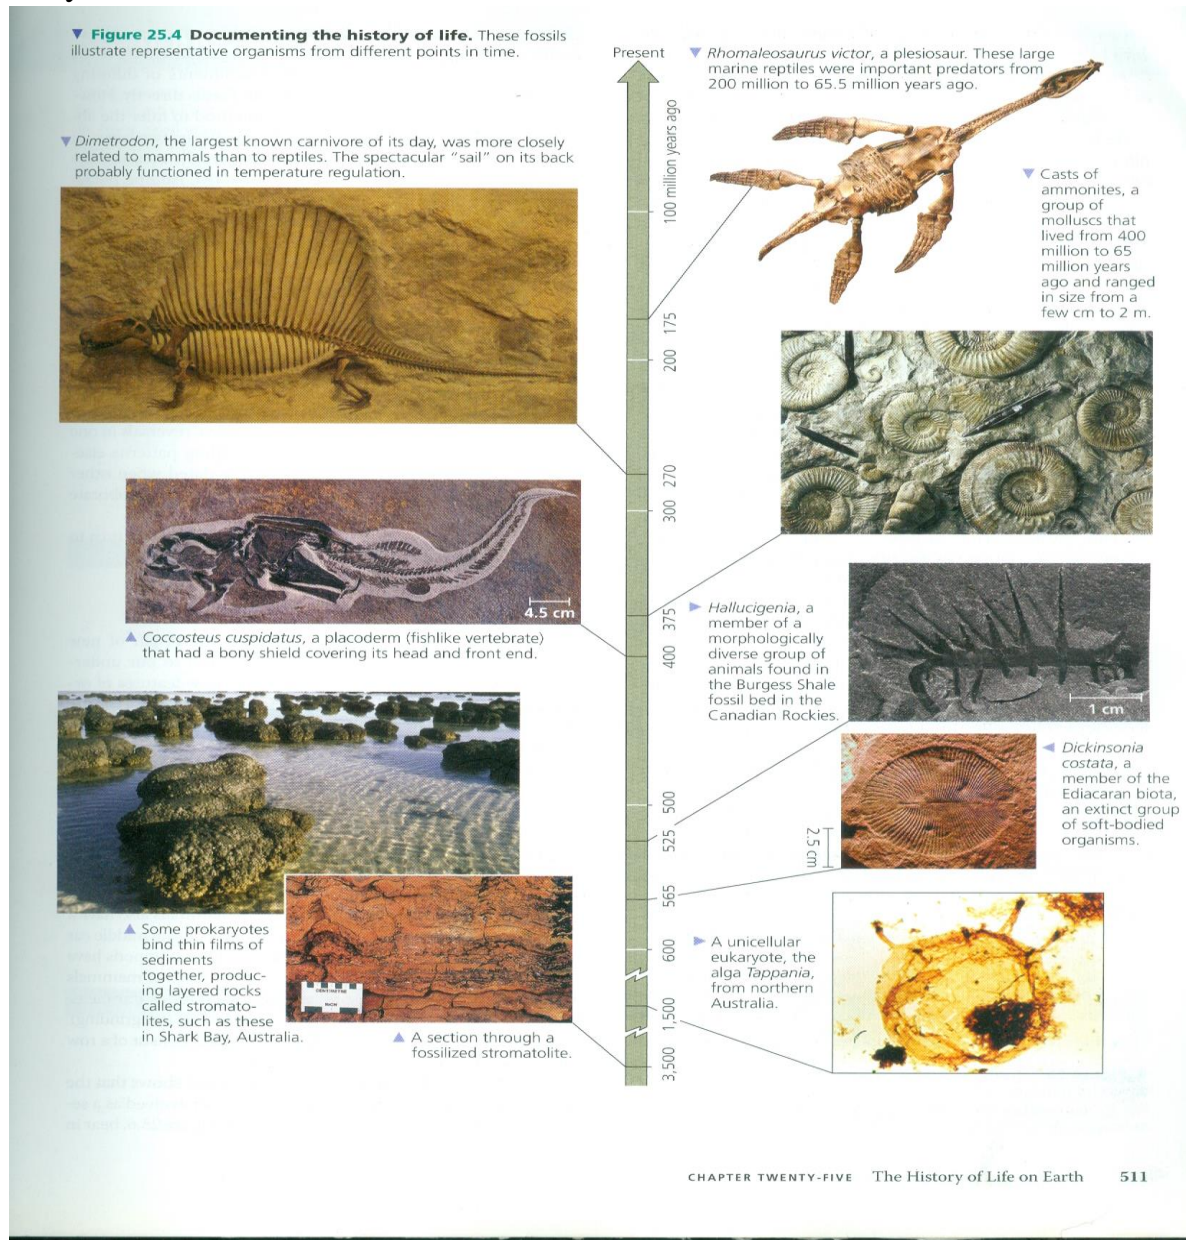 ▼ Figure 25.4 Documenting the history of life. These fossils
illustrate representative organisms from different points in time.
▼ Dimetrodon, the largest known carnivore of its day, was more closely
related to mammals than to reptiles. The spectacular "sail" on its back
probably functioned in temperature regulation.
4.5 cm
▲ Coccosteus cuspidatus, a placoderm (fishlike vertebrate)
that had a bony shield covering its head and front end.
▲ Some prokaryotes
bind thin films of
sediments
together, produc-
ing layered rocks
called stromato-
lites, such as these
in Shark Bay, Australia.
▲ A section through a
fossilized stromatolite.
Present
100 million years ago
175
200
270
300
375
400
500
525
565
600
1,500
3,500
▼ Rhomaleosaurus victor, a plesiosaur. These large
marine reptiles were important predators from
200 million to 65.5 million years ago.
▼ Casts of
ammonites, a
group of
molluscs that
lived from 400
million to 65
million years
ago and ranged
in size from a
few cm to 2 m.
► Hallucigenia, a
member of a
morphologically
diverse group of
animals found in
the Burgess Shale
fossil bed in the
Canadian Rockies.
1 cm
◄ Dickinsonia
costata, a
member of the
Ediacaran biota,
an extinct group
of soft-bodied
organisms.
2.5 cm
► A unicellular
eukaryote, the
alga Tappania,
from northern
Australia.
CHAPTER TWENTY-FIVE The History of Life on Earth 511